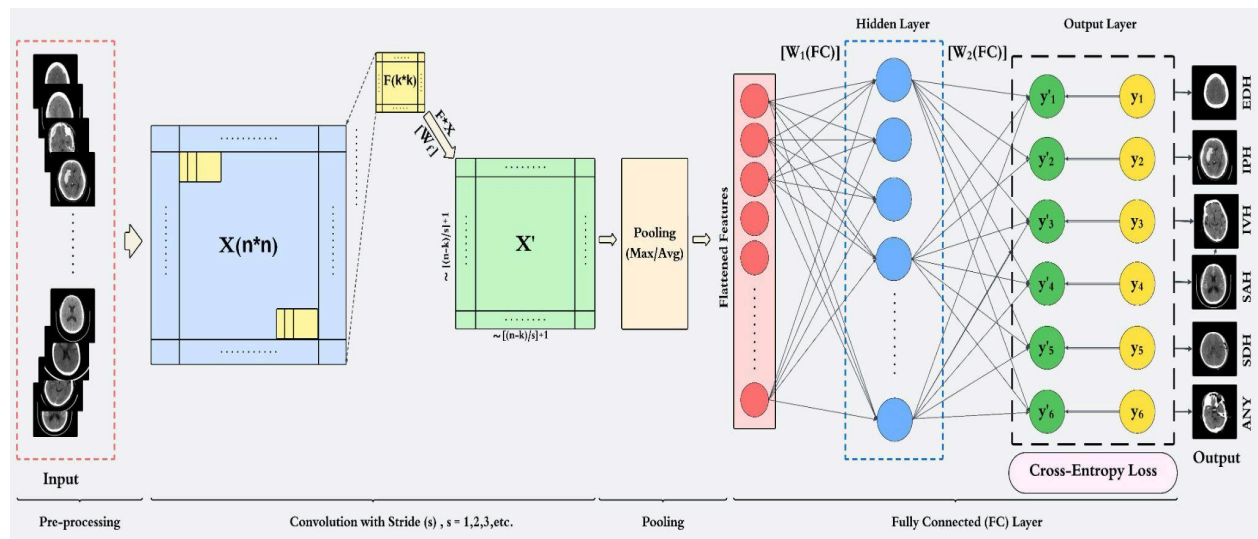 Input
Pre-processing
X(n*n)
F(k*k)
F*X
[Wf]
X'
~[(n-k)/s]+1
~[(n-k)/s]+1
Convolution with Stride (s) , s = 1,2,3,etc.
Pooling
(Max/Avg)
Pooling
Flattened Features
[W1(FC)]
Hidden Layer
[W2(FC)]
Output Layer
y'1
y1
y'2
y2
y'3
y3
y'4
y4
y'5
y5
y'6
y6
Cross-Entropy Loss
Fully Connected (FC) Layer
EDH
IPH
IVH
SAH
SDH
ANY
Output